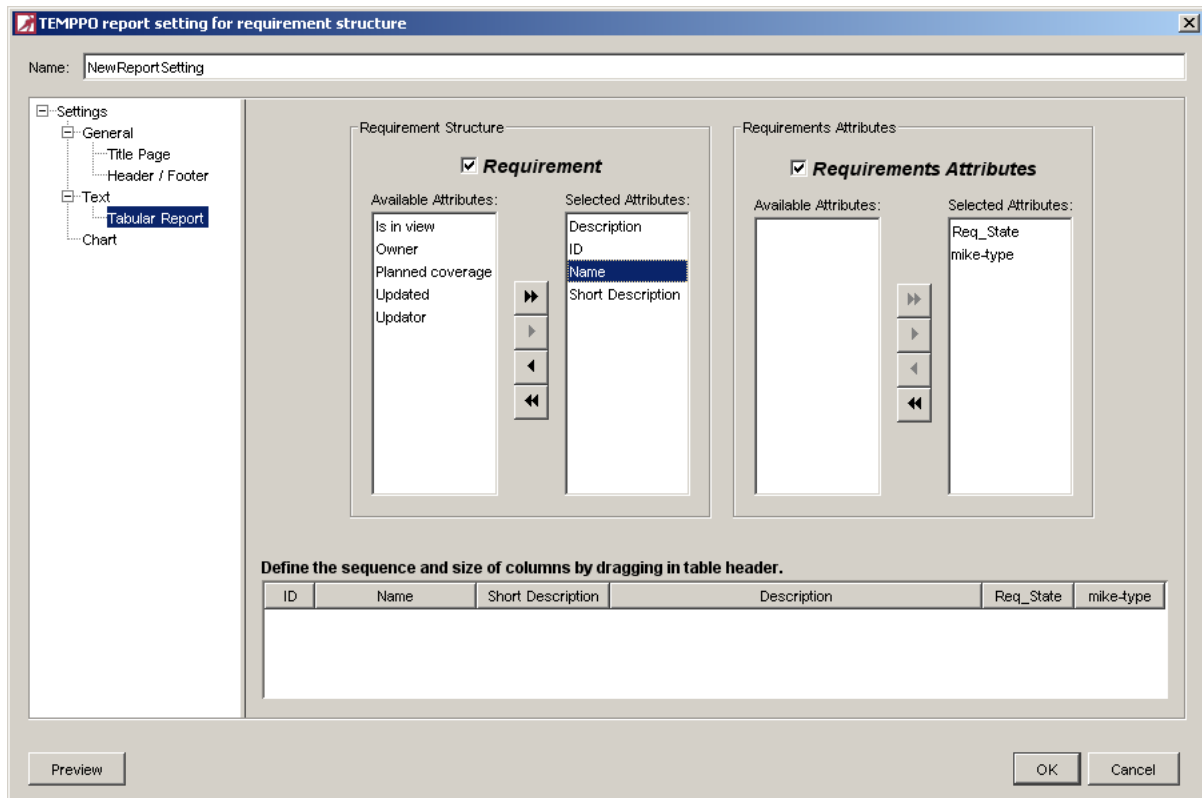 TEMPPO report setting for requirement structure
Name: NewReportSetting
Settings
General
Title Page
Header / Footer
Text
Tabular Report
Chart
Requirement Structure
Requirement
Available Attributes:
Is in view
Owner
Planned coverage
Updated
Updator
Selected Attributes:
Description
ID
Name
Short Description
Requirements Attributes
Requirements Attributes
Available Attributes:
Selected Attributes:
Req_State
mike-type
Define the sequence and size of columns by dragging in table header.
ID Name Short Description Description Req_State mike-type
Preview OK Cancel